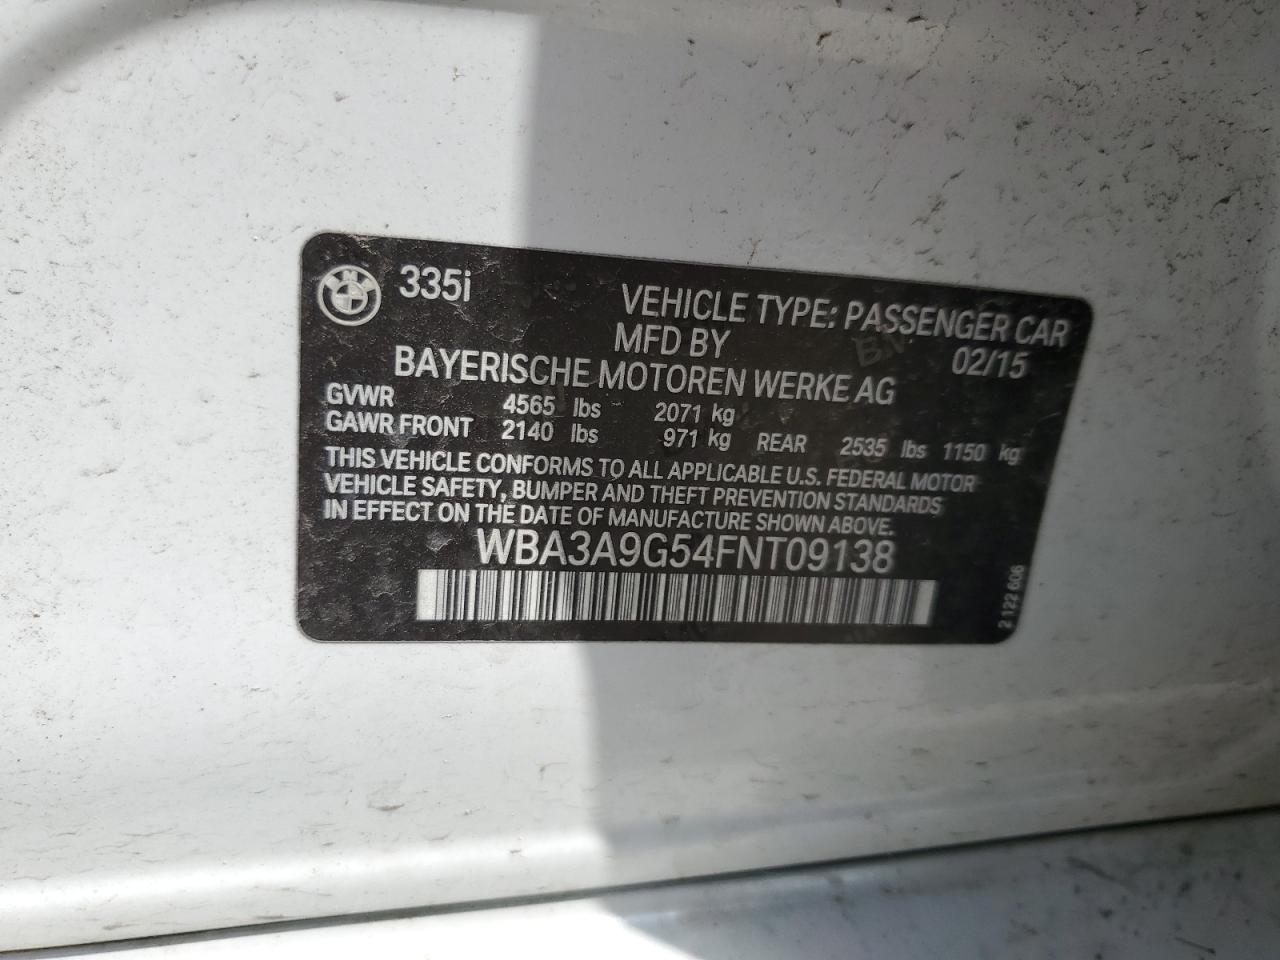 BMW 335i
VEHICLE TYPE: PASSENGER CAR
MFD BY 02/15
BAYERISCHE MOTOREN WERKE AG
GVWR 4565 lbs 2071 kg
GAWR FRONT 2140 lbs 971 kg REAR 2535 lbs 1150 kg
THIS VEHICLE CONFORMS TO ALL APPLICABLE U.S. FEDERAL MOTOR
VEHICLE SAFETY, BUMPER AND THEFT PREVENTION STANDARDS
IN EFFECT ON THE DATE OF MANUFACTURE SHOWN ABOVE.
WBA3A9G54FNT09138
2 122 606